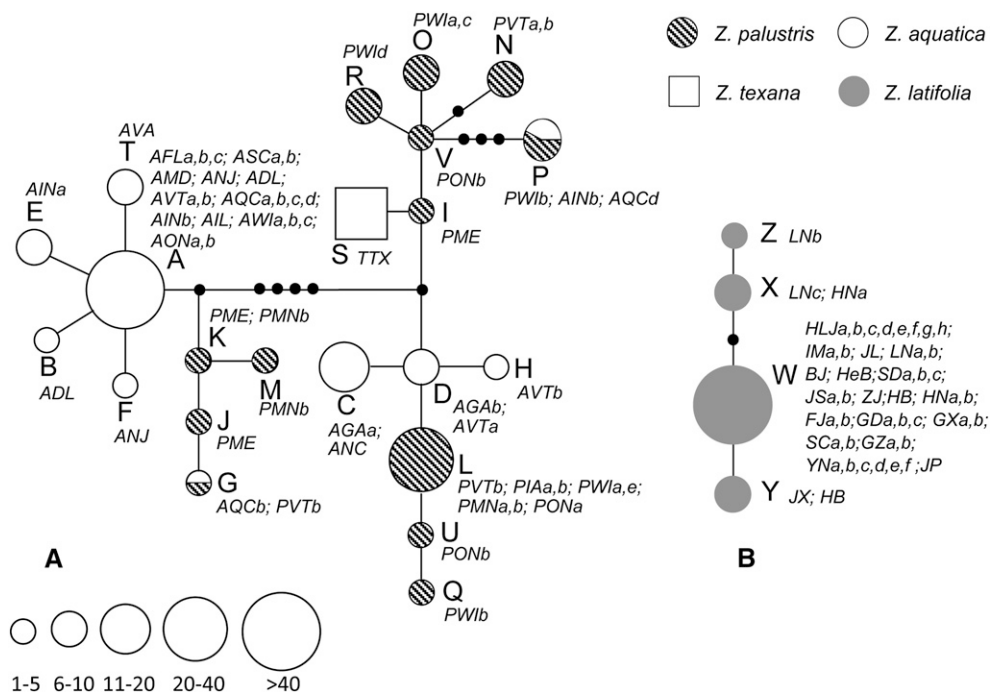 PWIa,c
PVTa,b
Z. palustris
Z. aquatica
O
N
PWId
R
Z. texana
Z. latifolia
AVA
T
AFLa,b,c; ASCa,b;
AMD; ANJ; ADL;
AVTa,b; AQCa,b,c,d;
AINb; AIL; AWIa,b,c;
AONa,b
A
V
PONb
P
PWIb; AINb; AQCd
AINa
E
I
PME
S
TTX
Z
LNb
X
LNc; HNa
B
ADL
F
ANJ
PME; PMNb
K
M
PMNb
J
PME
G
AQCb; PVTb
C
AGAa;
ANC
D
AGAb;
AVTa
H
AVTb
L
PVTb; PIAa,b; PWIa,e;
PMNa,b; PONa
U
PONb
Q
PWIb
W
HLJa,b,c,d,e,f,g,h;
IMa,b; JL; LNa,b;
BJ; HeB;SDa,b,c;
JSa,b; ZJ;HB; HNa,b;
FJa,b;GDa,b,c; GXa,b;
SCa,b;GZa,b;
YNa,b,c,d,e,f ;JP
Y
JX; HB
A
B
1-5
6-10
11-20
20-40
>40